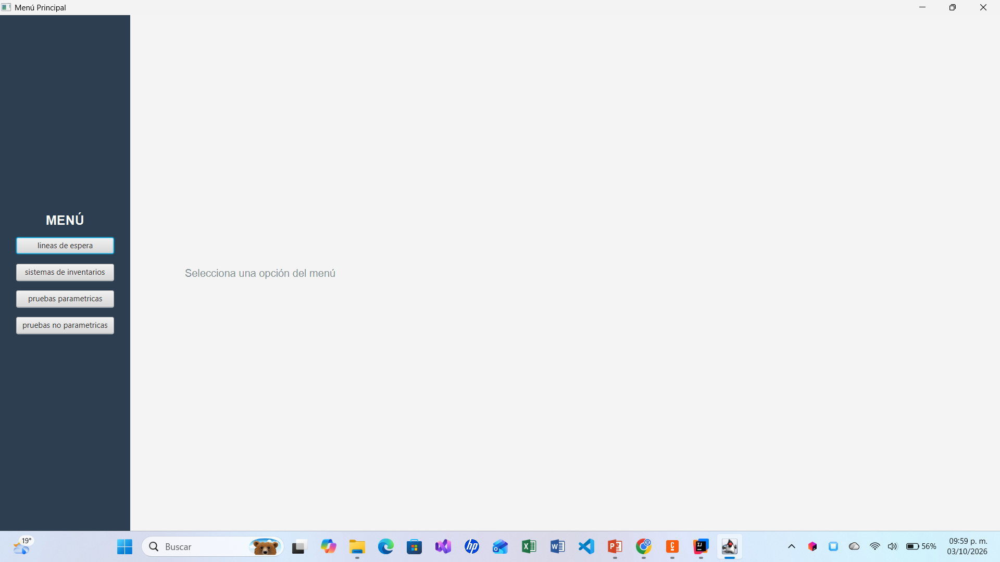 Menú Principal
MENÚ
lineas de espera
sistemas de inventarios
pruebas parametricas
pruebas no parametricas
Selecciona una opción del menú
19°
Buscar
56%
09:59 p. m.
03/10/2026